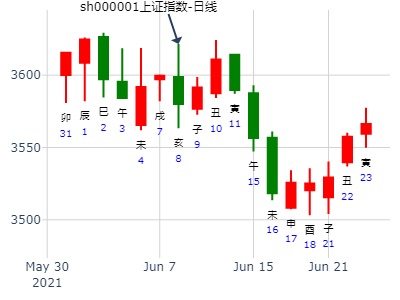 sh000001上证指数-日线
3600
3550
3500
卯
31
辰
1
巳
2
午
3
未
4
戌
7
亥
8
子
9
丑
10
寅
11
午
15
未
16
申
17
酉
18
子
21
丑
22
寅
23
May 30
2021
Jun 7
Jun 15
Jun 21